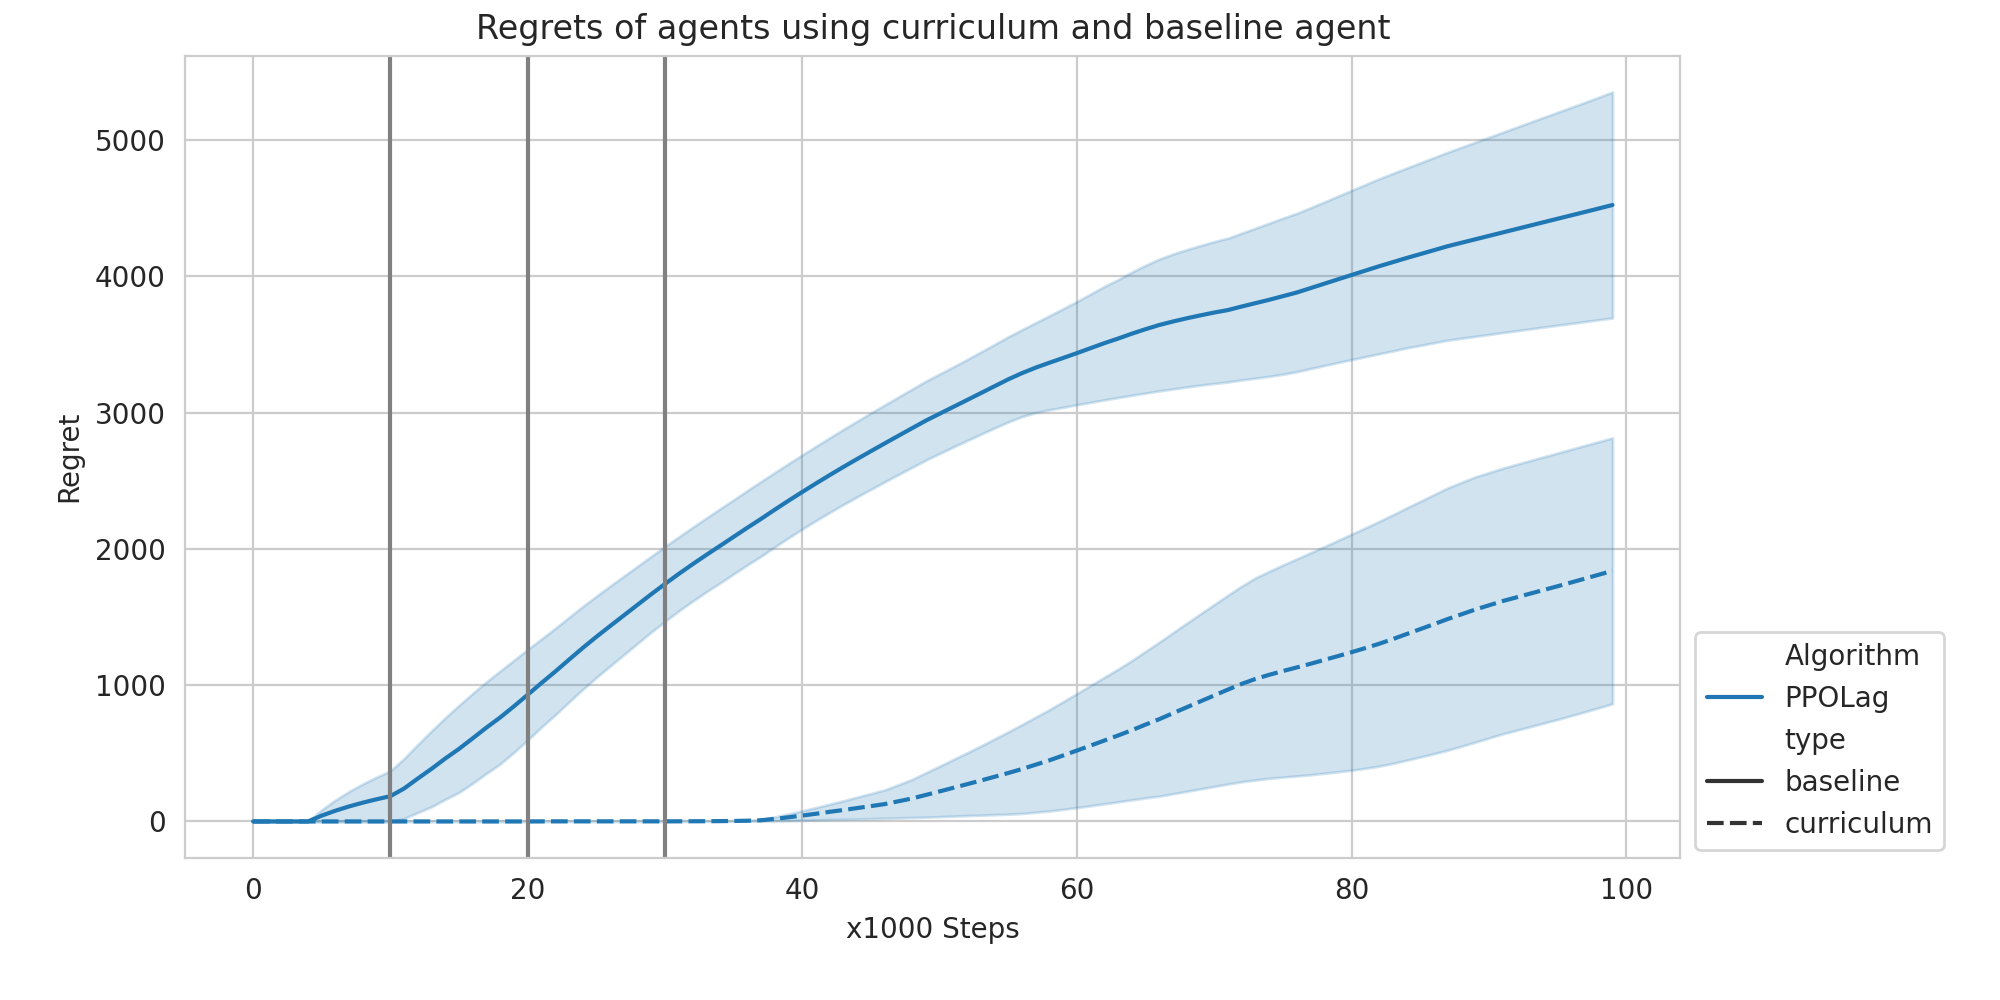 Regrets of agents using curriculum and baseline agent
5000
4000
3000
2000
1000
0
Regret
0 20 40 60 80 100
x1000 Steps
Algorithm
PPOLag
type
baseline
curriculum